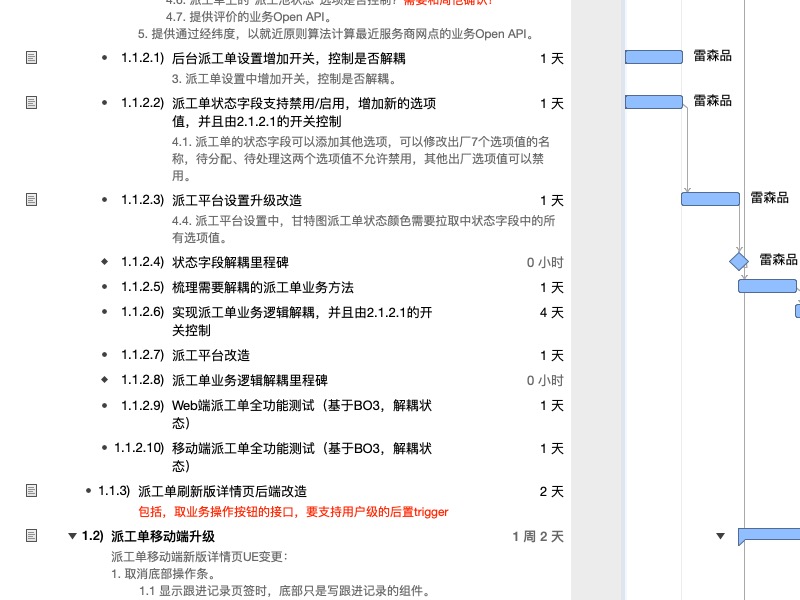 4.7. 提供评价的业务Open API。
5. 提供通过经纬度，以就近原则算法计算最近服务商网点的业务Open API。
1.1.2.1) 后台派工单设置增加开关，控制是否解耦 1 天 雷森品
3. 派工单设置中增加开关，控制是否解耦。
1.1.2.2) 派工单状态字段支持禁用/启用，增加新的选项 1 天 雷森品
值，并且由2.1.2.1的开关控制
4.1. 派工单的状态字段可以添加其他选项，可以修改出厂7个选项值的名
称，待分配、待处理这两个选项值不允许禁用，其他出厂选项值可以禁
用。
1.1.2.3) 派工平台设置升级改造 1 天 雷森品
4.4. 派工平台设置中，甘特图派工单状态颜色需要拉取中状态字段中的所
有选项值。
1.1.2.4) 状态字段解耦里程碑 0 小时 雷森品
1.1.2.5) 梳理需要解耦的派工单业务方法 1 天
1.1.2.6) 实现派工单业务逻辑解耦，并且由2.1.2.1的开 4 天
关控制
1.1.2.7) 派工平台改造 1 天
1.1.2.8) 派工单业务逻辑解耦里程碑 0 小时
1.1.2.9) Web端派工单全功能测试（基于BO3，解耦状 1 天
态）
1.1.2.10) 移动端派工单全功能测试（基于BO3，解耦状 1 天
态）
1.1.3) 派工单刷新版详情页后端改造 2 天
包括，取业务操作按钮的接口，要支持用户级的后置trigger
1.2) 派工单移动端升级 1 周 2 天
派工单移动端新版详情页UE变更：
1. 取消底部操作条。
1.1 显示跟进记录页签时，底部只是写跟进记录的组件。